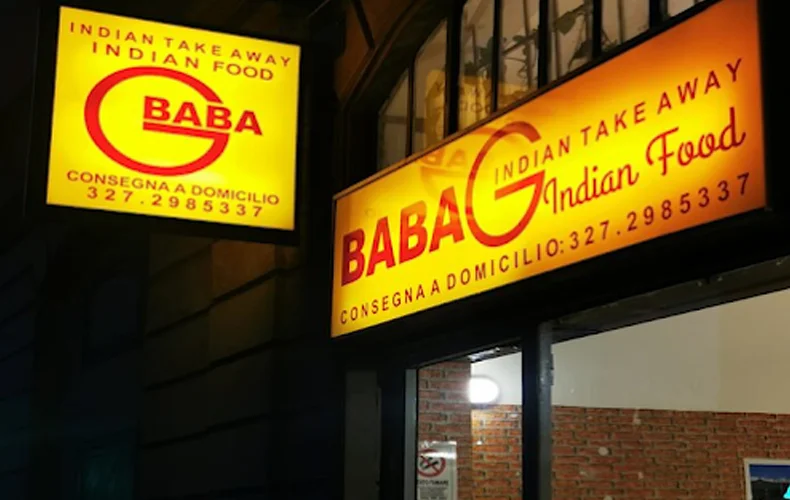 INDIAN TAKE AWAY
INDIAN FOOD
BABA G
CONSEGNA A DOMICILIO
327.2985337
BABA G
INDIAN TAKE AWAY
Indian Food
CONSEGNA A DOMICILIO: 327.2985337